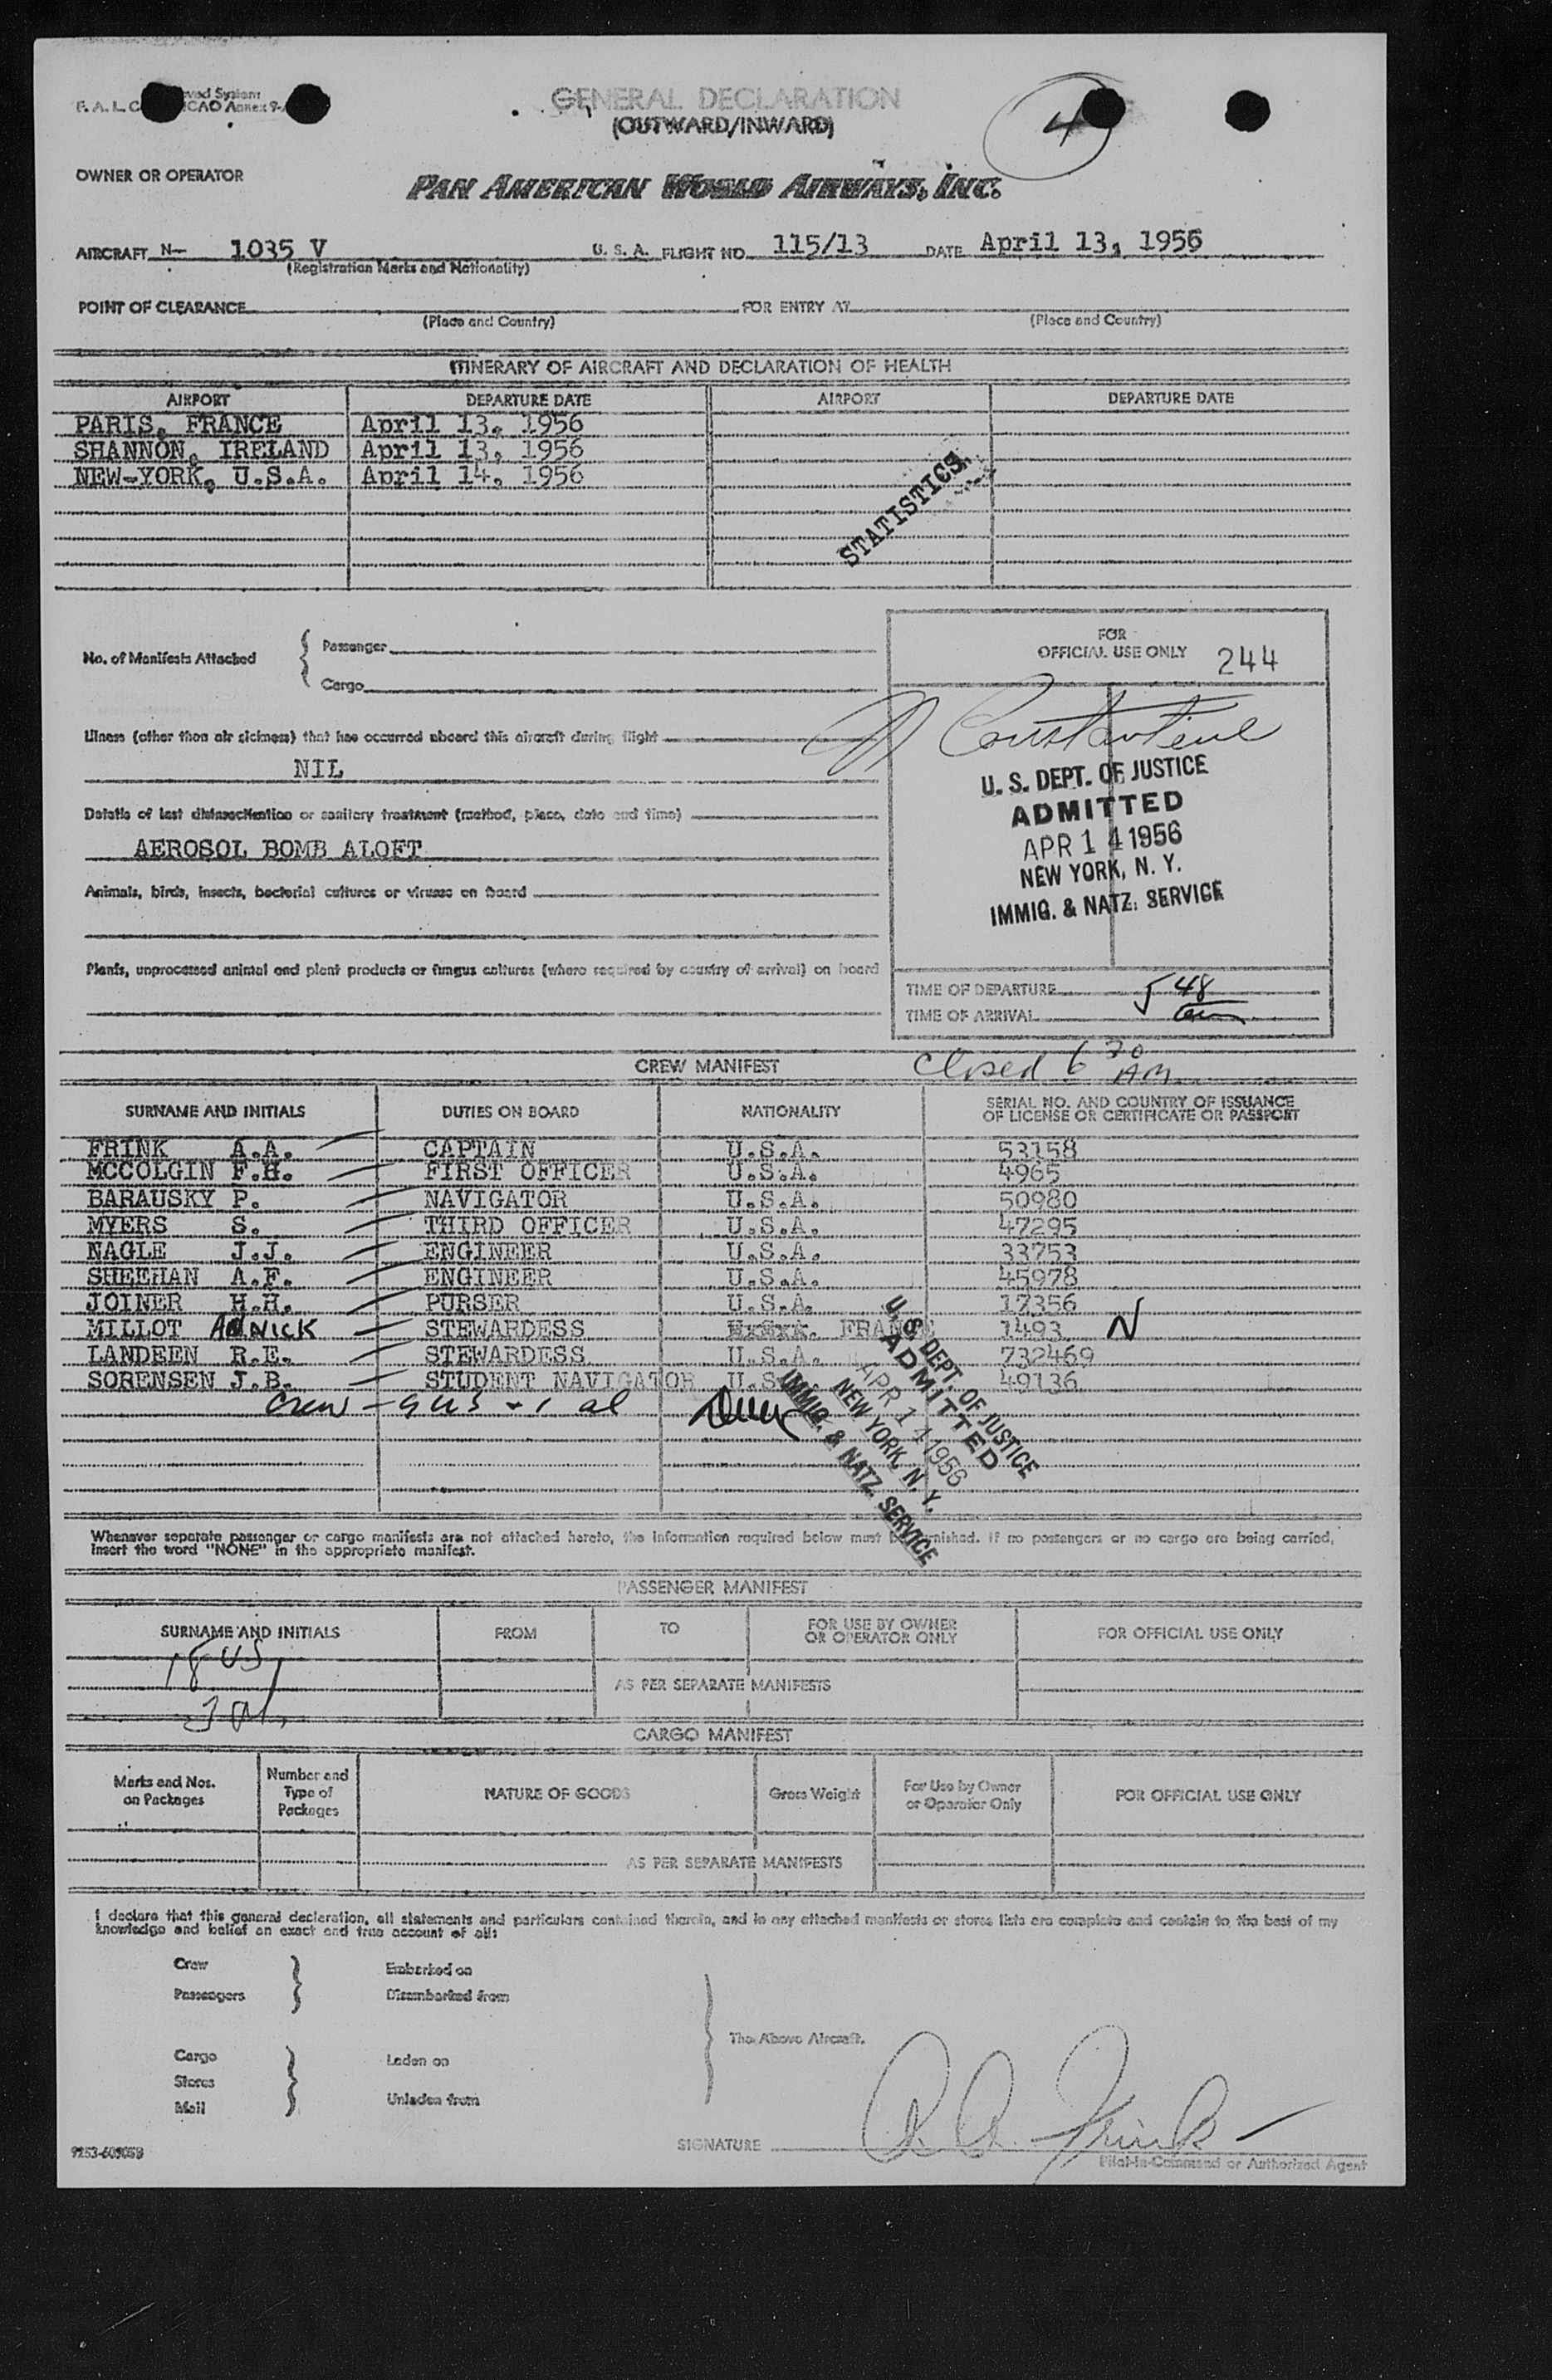 GENERAL DECLARATION
(OUTWARD/INWARD)
4
OWNER OR OPERATOR
PAN AMERICAN WORLD AIRWAYS, INC.
AIRCRAFT N- 1035 V U. S. A. FLIGHT NO. 115/13 DATE April 13, 1956
(Registration Marks and Nationality)
POINT OF CLEARANCE FOR ENTRY AT
(Place and Country) (Place and Country)
ITINERARY OF AIRCRAFT AND DECLARATION OF HEALTH
AIRPORT DEPARTURE DATE AIRPORT DEPARTURE DATE
PARIS, FRANCE April 13, 1956
SHANNON, IRELAND April 13, 1956
NEW-YORK, U.S.A. April 14, 1956
STATISTICS
No. of Manifests Attached { Passenger
Cargo
FOR
OFFICIAL USE ONLY 244
Constantine
Illness (other than air sickness) that has occurred aboard this aircraft during flight
NIL
Details of last disinsectization or sanitary treatment (method, place, date and time)
AEROSOL BOMB ALOFT
Animals, birds, insects, bacterial cultures or viruses on board
Plants, unprocessed animal and plant products or fungus cultures (where required by country of arrival) on board
U. S. DEPT. OF JUSTICE
ADMITTED
APR 14 1956
NEW YORK, N. Y.
IMMIG. & NATZ. SERVICE
TIME OF DEPARTURE
TIME OF ARRIVAL 5 48 am
CREW MANIFEST Closed 6 30 AM
SURNAME AND INITIALS DUTIES ON BOARD NATIONALITY SERIAL NO. AND COUNTRY OF ISSUANCE
OF LICENSE OR CERTIFICATE OR PASSPORT
FRINK A.A. CAPTAIN U.S.A. 53158
MCCOLGIN F.H. FIRST OFFICER U.S.A. 4965
BARAUSKY P. NAVIGATOR U.S.A. 50980
MYERS S. THIRD OFFICER U.S.A. 47295
NAGLE J.J. ENGINEER U.S.A. 33753
SHEEHAN A.F. ENGINEER U.S.A. 45978
JOINER H.H. PURSER U.S.A. 17356
MILLOT STEWARDESS FRANCE 1493 N
LANDEEN R.E. STEWARDESS U.S.A. 732469
SORENSEN J.B. STUDENT NAVIGATOR U.S.A. 49136
Crew - 9 US + 1 al
U. S. DEPT. OF JUSTICE
ADMITTED
APR 14 1956
NEW YORK, N. Y.
IMMIG. & NATZ. SERVICE
Whenever separate passenger or cargo manifests are not attached hereto, the information required below must be furnished. If no passengers or no cargo are being carried,
insert the word "NONE" in the appropriate manifest.
PASSENGER MANIFEST
SURNAME AND INITIALS FROM TO FOR USE BY OWNER
OR OPERATOR ONLY FOR OFFICIAL USE ONLY
18 US
AS PER SEPARATE MANIFESTS
CARGO MANIFEST
Marks and Nos.
on Packages Number and
Type of
Packages NATURE OF GOODS Gross Weight For Use by Owner
or Operator Only FOR OFFICIAL USE ONLY
AS PER SEPARATE MANIFESTS
I declare that this general declaration, all statements and particulars contained therein, and in any attached manifests or stores lists are complete and contain to the best of my
knowledge and belief an exact and true account of all:
Crew Embarked on
Passengers Disembarked from
The Above Aircraft.
Cargo Laden on
Stores
Mail Unladen from
SIGNATURE A. A. Frink
Pilot-in-Command or Authorized Agent